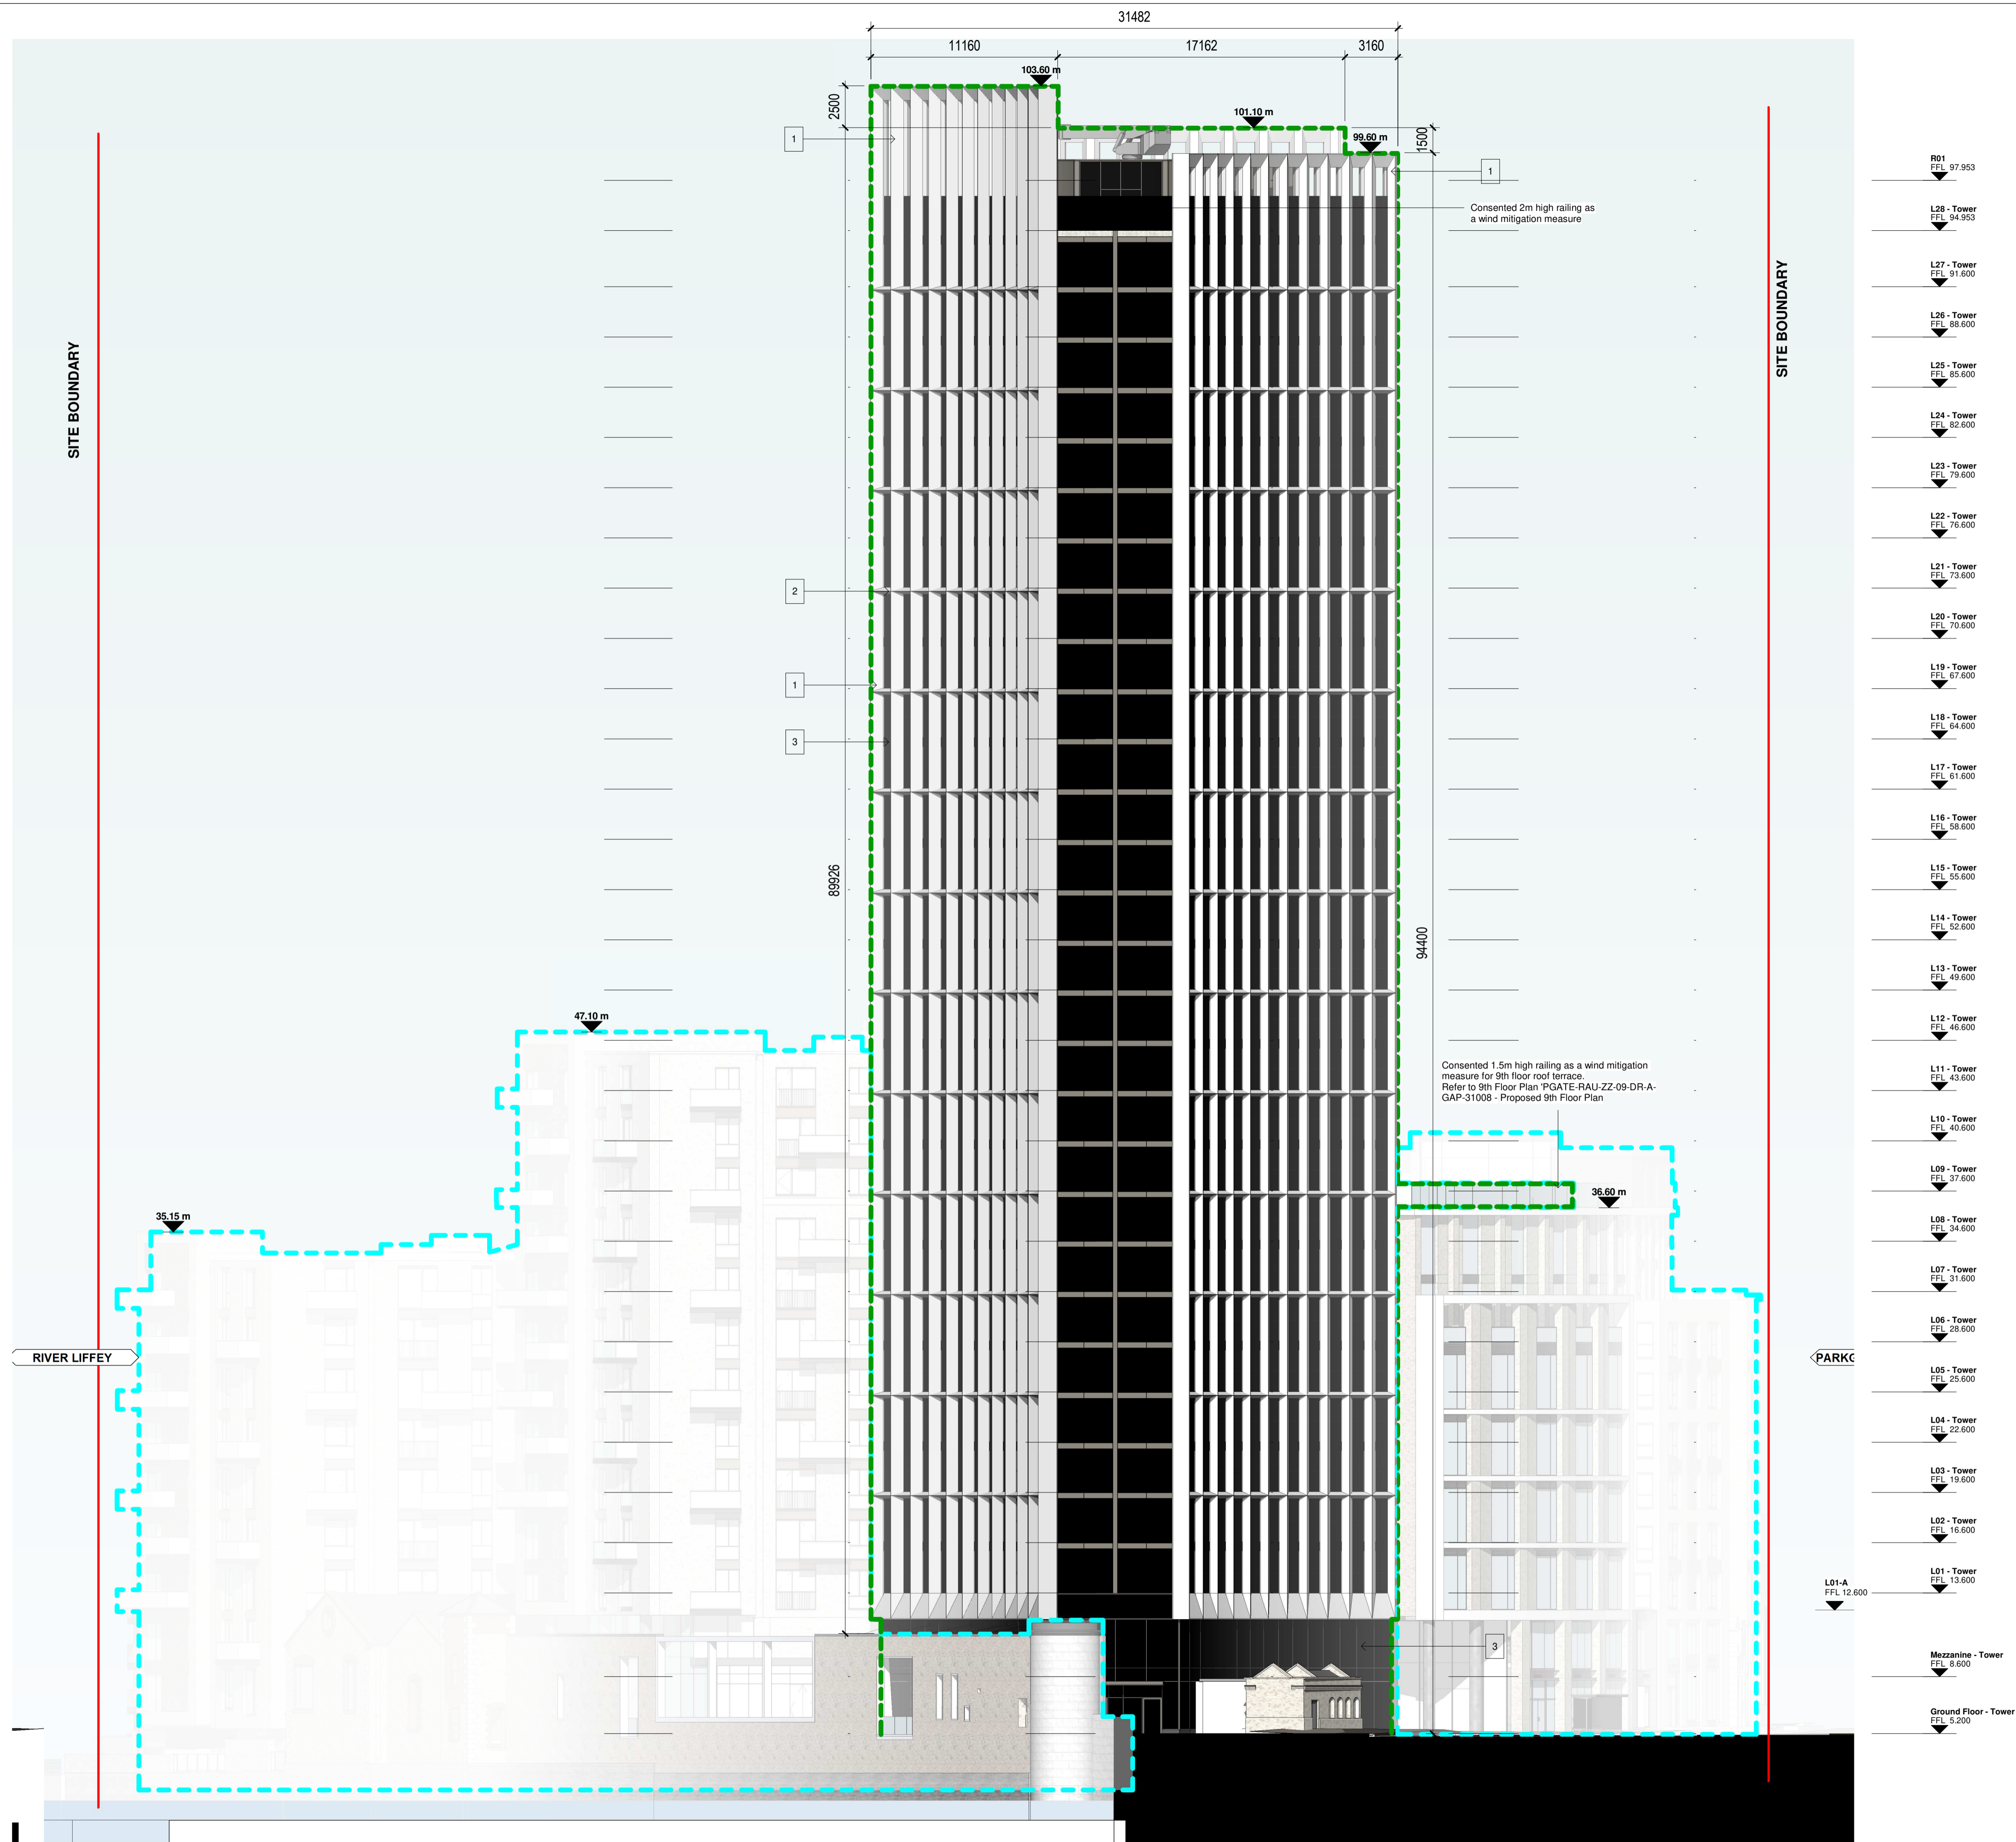 31482
11160
17162
3160
103.60 m
2500
101.10 m
1500
99.60 m
1
1
Consented 2m high railing as
a wind mitigation measure
SITE BOUNDARY
SITE BOUNDARY
2
1
3
89926
94400
47.10 m
Consented 1.5m high railing as a wind mitigation
measure for 9th floor roof terrace.
Refer to 9th Floor Plan 'PGATE-RAU-ZZ-09-DR-A-
GAP-31008 - Proposed 9th Floor Plan
36.60 m
35.15 m
RIVER LIFFEY
PARKG
3
R01
FFL 97.953
L28 - Tower
FFL 94.953
L27 - Tower
FFL 91.600
L26 - Tower
FFL 88.600
L25 - Tower
FFL 85.600
L24 - Tower
FFL 82.600
L23 - Tower
FFL 79.600
L22 - Tower
FFL 76.600
L21 - Tower
FFL 73.600
L20 - Tower
FFL 70.600
L19 - Tower
FFL 67.600
L18 - Tower
FFL 64.600
L17 - Tower
FFL 61.600
L16 - Tower
FFL 58.600
L15 - Tower
FFL 55.600
L14 - Tower
FFL 52.600
L13 - Tower
FFL 49.600
L12 - Tower
FFL 46.600
L11 - Tower
FFL 43.600
L10 - Tower
FFL 40.600
L09 - Tower
FFL 37.600
L08 - Tower
FFL 34.600
L07 - Tower
FFL 31.600
L06 - Tower
FFL 28.600
L05 - Tower
FFL 25.600
L04 - Tower
FFL 22.600
L03 - Tower
FFL 19.600
L02 - Tower
FFL 16.600
L01 - Tower
FFL 13.600
L01-A
FFL 12.600
Mezzanine - Tower
FFL 8.600
Ground Floor - Tower
FFL 5.200